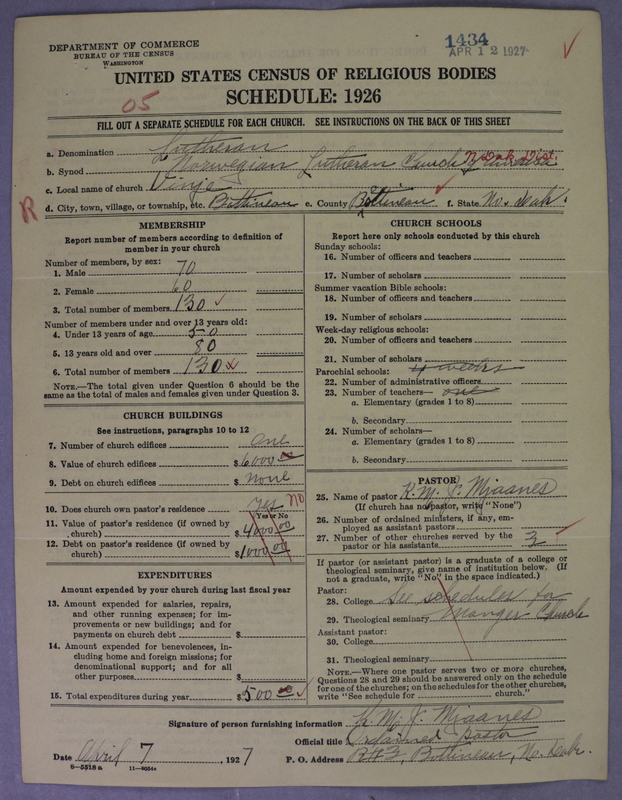 1434
APR 12 1927
DEPARTMENT OF COMMERCE
BUREAU OF THE CENSUS
WASHINGTON
UNITED STATES CENSUS OF RELIGIOUS BODIES
SCHEDULE: 1926
05
FILL OUT A SEPARATE SCHEDULE FOR EACH CHURCH. SEE INSTRUCTIONS ON THE BACK OF THIS SHEET
a. Denomination Lutheran
b. Synod Norwegian Lutheran Church N. Dak. Dist.
c. Local name of church Vinje
R d. City, town, village, or township, etc. Bottineau e. County Bottineau f. State No. Dak.
MEMBERSHIP
Report number of members according to definition of member in your church
Number of members, by sex:
1. Male 70
2. Female 60
3. Total number of members 130
Number of members under and over 13 years old:
4. Under 13 years of age 50
5. 13 years old and over 80
6. Total number of members 130
NOTE.—The total given under Question 6 should be the same as the total of males and females given under Question 3.
CHURCH BUILDINGS
See instructions, paragraphs 10 to 12
7. Number of church edifices One
8. Value of church edifices $6000 00
9. Debt on church edifices $ None
10. Does church own pastor's residence Yes no
Yes or No
11. Value of pastor's residence (if owned by church) $4000 00
12. Debt on pastor's residence (if owned by church) $1000 00
EXPENDITURES
Amount expended by your church during last fiscal year
13. Amount expended for salaries, repairs, and other running expenses; for improvements or new buildings; and for payments on church debt $
14. Amount expended for benevolences, including home and foreign missions; for denominational support; and for all other purposes $
15. Total expenditures during year $500 00
CHURCH SCHOOLS
Report here only schools conducted by this church
Sunday schools:
16. Number of officers and teachers
17. Number of scholars
Summer vacation Bible schools:
18. Number of officers and teachers
19. Number of scholars
Week-day religious schools:
20. Number of officers and teachers
21. Number of scholars
Parochial schools: 4 weeks
22. Number of administrative officers
23. Number of teachers— one
a. Elementary (grades 1 to 8)
b. Secondary
24. Number of scholars—
a. Elementary (grades 1 to 8)
b. Secondary
PASTOR
25. Name of pastor K. M. J. Mjaanes
(If church has no pastor, write "None")
26. Number of ordained ministers, if any, employed as assistant pastors
27. Number of other churches served by the pastor or his assistants 3
If pastor (or assistant pastor) is a graduate of a college or theological seminary, give name of institution below. (If not a graduate, write "No" in the space indicated.)
Pastor:
28. College See schedules for
29. Theological seminary Manger Church
Assistant pastor:
30. College
31. Theological seminary
NOTE.—Where one pastor serves two or more churches, Questions 28 and 29 should be answered only on the schedule for one of the churches; on the schedules for the other churches, write "See schedule for ........ church."
Signature of person furnishing information K. M. J. Mjaanes
Official title Ordained pastor
Date April 7 1927 P. O. Address Bottineau, No. Dak.
8—5518 a 11—9054